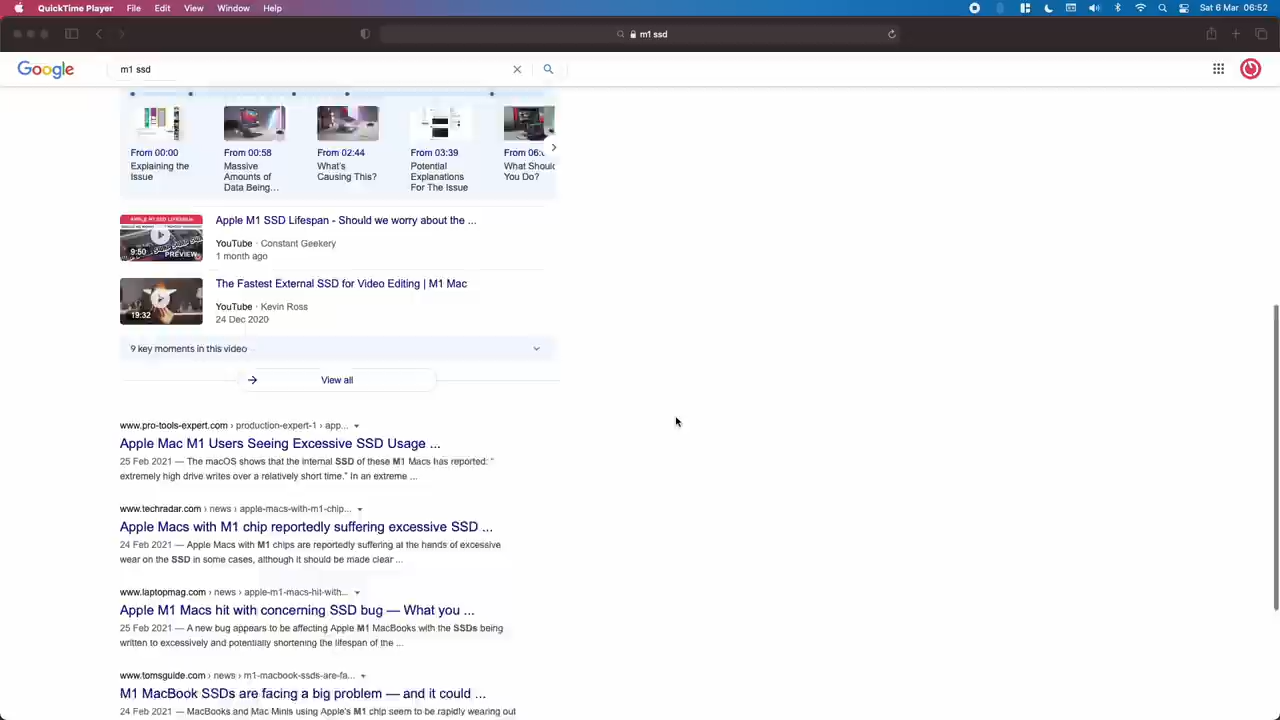 QuickTime Player File Edit View Window Help Sat 6 Mar 06:52
m1 ssd
Google m1 ssd
From 00:00 From 00:58 From 02:44 From 03:39 From 06:
Explaining the Issue
Massive Amounts of Data Being...
What's Causing This?
Potential Explanations For The Issue
What Should You Do?
Apple M1 SSD Lifespan - Should we worry about the ...
YouTube · Constant Geekery
1 month ago
9:50
PREVIEW
The Fastest External SSD for Video Editing | M1 Mac
YouTube · Kevin Ross
24 Dec 2020
19:32
9 key moments in this video
View all
www.pro-tools-expert.com › production-expert-1 › app...
Apple Mac M1 Users Seeing Excessive SSD Usage ...
25 Feb 2021 — The macOS shows that the internal SSD of these M1 Macs has reported: "
extremely high drive writes over a relatively short time." In an extreme ...
www.techradar.com › news › apple-macs-with-m1-chip...
Apple Macs with M1 chip reportedly suffering excessive SSD ...
24 Feb 2021 — Apple Macs with M1 chips are reportedly suffering at the hands of excessive
wear on the SSD in some cases, although it should be made clear ...
www.laptopmag.com › news › apple-m1-macs-hit-with...
Apple M1 Macs hit with concerning SSD bug — What you ...
25 Feb 2021 — A new bug appears to be affecting Apple M1 MacBooks with the SSDs being
written to excessively and potentially shortening the lifespan of the ...
www.tomsguide.com › news › m1-macbook-ssds-are-fa...
M1 MacBook SSDs are facing a big problem — and it could ...
24 Feb 2021 — MacBooks and Mac Minis using Apple's M1 chip seem to be rapidly wearing out